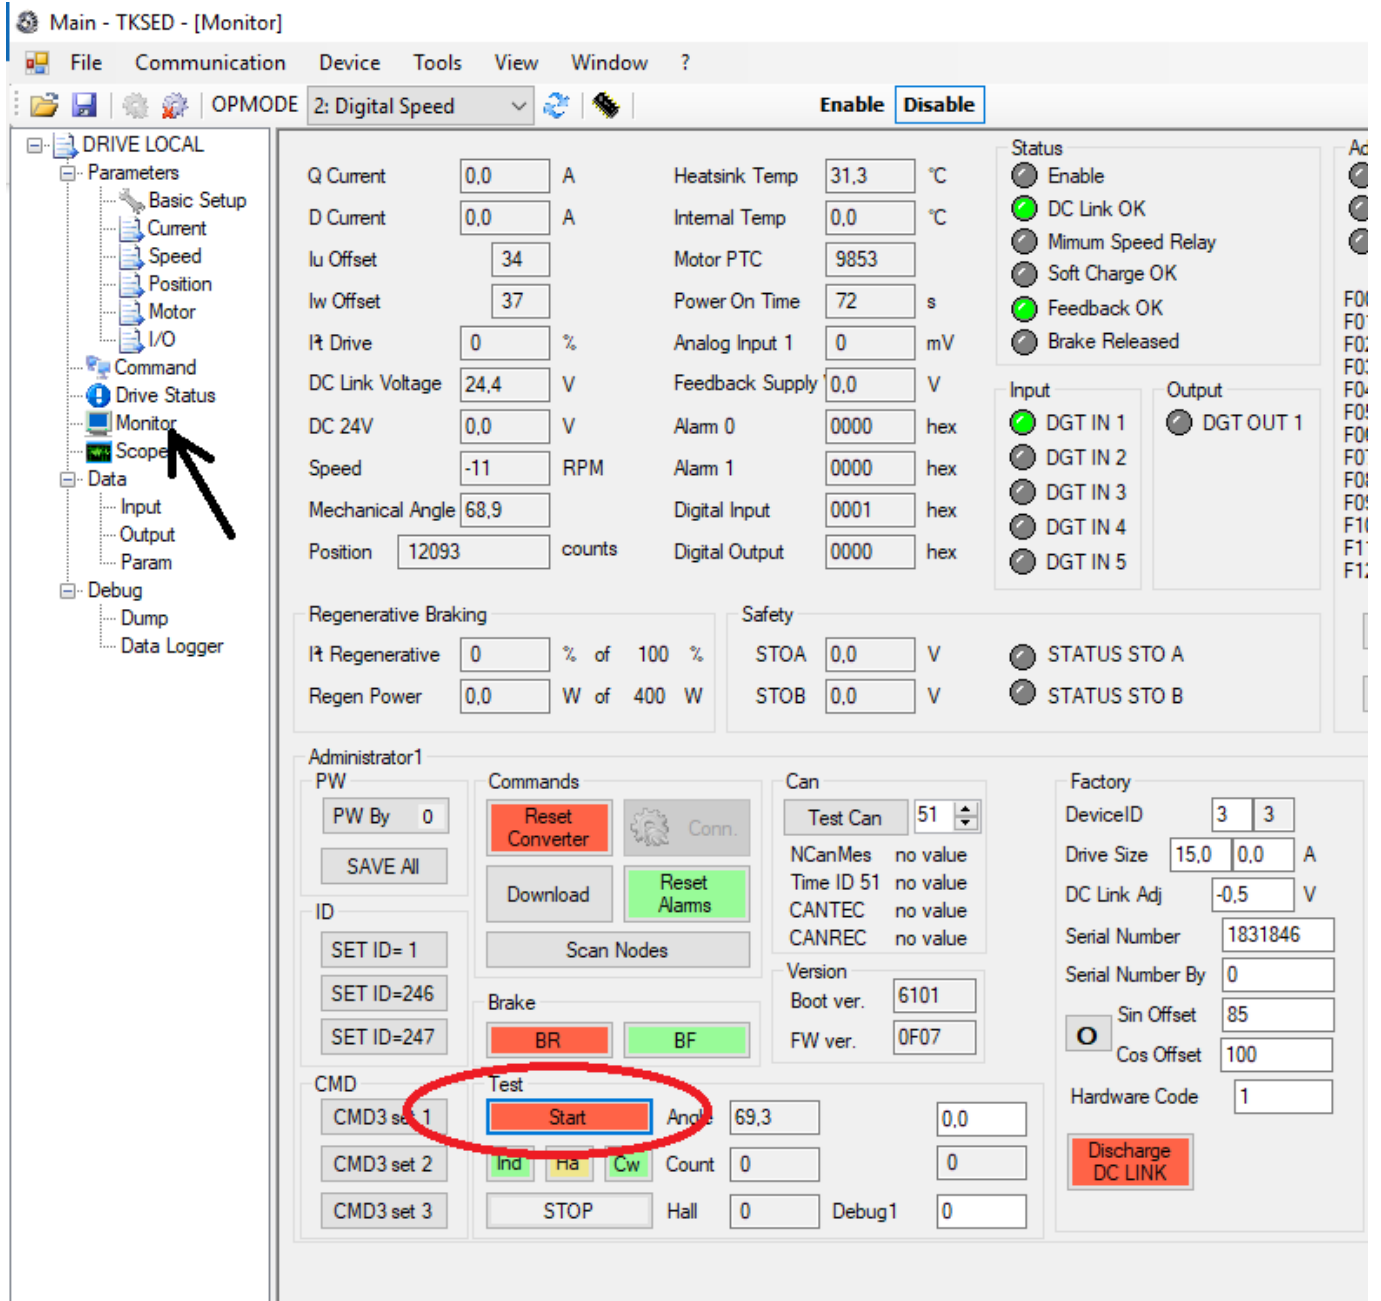 Main - TKSED - [Monitor]
File Communication Device Tools View Window ?
OPMODE 2: Digital Speed Enable Disable
DRIVE LOCAL
Parameters
Basic Setup
Current
Speed
Position
Motor
I/O
Command
Drive Status
Monitor
Scope
Data
Input
Output
Param
Debug
Dump
Data Logger
Q Current 0,0 A
D Current 0,0 A
Iu Offset 34
Iw Offset 37
I²t Drive 0 %
DC Link Voltage 24,4 V
DC 24V 0,0 V
Speed -11 RPM
Mechanical Angle 68,9
Position 12093 counts
Heatsink Temp 31,3 °C
Internal Temp 0,0 °C
Motor PTC 9853
Power On Time 72 s
Analog Input 1 0 mV
Feedback Supply 0,0 V
Alarm 0 0000 hex
Alarm 1 0000 hex
Digital Input 0001 hex
Digital Output 0000 hex
Status
Enable
DC Link OK
Mimum Speed Relay
Soft Charge OK
Feedback OK
Brake Released
Input
DGT IN 1
DGT IN 2
DGT IN 3
DGT IN 4
DGT IN 5
Output
DGT OUT 1
Regenerative Braking
I²t Regenerative 0 % of 100 %
Regen Power 0,0 W of 400 W
Safety
STOA 0,0 V STATUS STO A
STOB 0,0 V STATUS STO B
Administrator1
PW
PW By 0
SAVE All
ID
SET ID= 1
SET ID=246
SET ID=247
CMD
CMD3 set 1
CMD3 set 2
CMD3 set 3
Commands
Reset
Converter
Conn.
Download
Reset
Alarms
Scan Nodes
Brake
BR BF
Test
Start Angle 69,3 0,0
Ind Ha Cw Count 0 0
STOP Hall 0 Debug1 0
Can
Test Can 51
NCanMes no value
Time ID 51 no value
CANTEC no value
CANREC no value
Version
Boot ver. 6101
FW ver. 0F07
Factory
DeviceID 3 3
Drive Size 15,0 0,0 A
DC Link Adj -0,5 V
Serial Number 1831846
Serial Number By 0
O
Sin Offset 85
Cos Offset 100
Hardware Code 1
Discharge
DC LINK